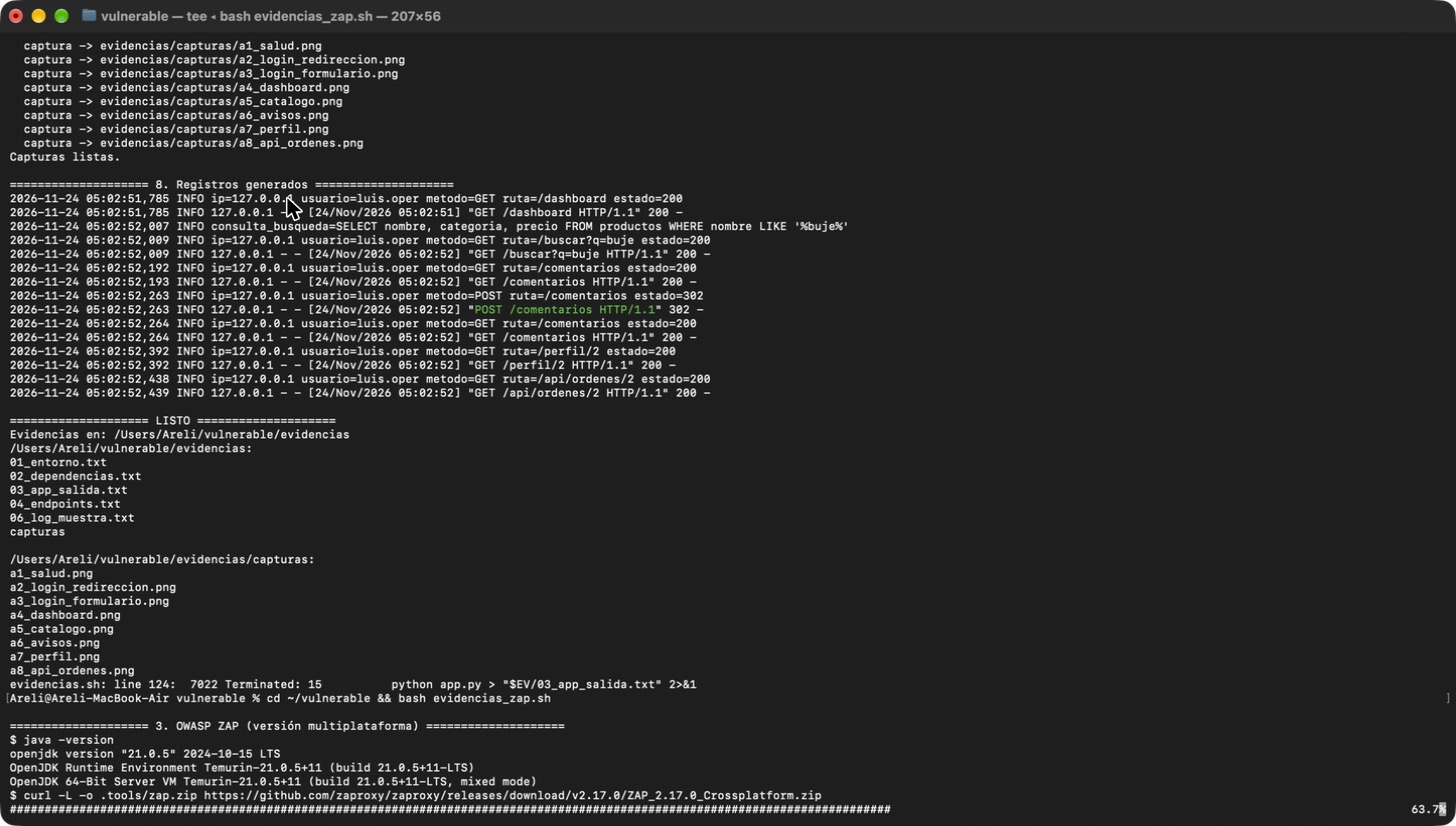 vulnerable — tee ◂ bash evidencias_zap.sh — 207×56
captura -> evidencias/capturas/a1_salud.png
captura -> evidencias/capturas/a2_login_redireccion.png
captura -> evidencias/capturas/a3_login_formulario.png
captura -> evidencias/capturas/a4_dashboard.png
captura -> evidencias/capturas/a5_catalogo.png
captura -> evidencias/capturas/a6_avisos.png
captura -> evidencias/capturas/a7_perfil.png
captura -> evidencias/capturas/a8_api_ordenes.png
Capturas listas.
==================== 8. Registros generados ====================
2026-11-24 05:02:51,785 INFO ip=127.0.0.1 usuario=luis.oper metodo=GET ruta=/dashboard estado=200
2026-11-24 05:02:51,785 INFO 127.0.0.1 - - [24/Nov/2026 05:02:51] "GET /dashboard HTTP/1.1" 200 -
2026-11-24 05:02:52,007 INFO consulta_busqueda=SELECT nombre, categoria, precio FROM productos WHERE nombre LIKE '%buje%'
2026-11-24 05:02:52,009 INFO ip=127.0.0.1 usuario=luis.oper metodo=GET ruta=/buscar?q=buje estado=200
2026-11-24 05:02:52,009 INFO 127.0.0.1 - - [24/Nov/2026 05:02:52] "GET /buscar?q=buje HTTP/1.1" 200 -
2026-11-24 05:02:52,192 INFO ip=127.0.0.1 usuario=luis.oper metodo=GET ruta=/comentarios estado=200
2026-11-24 05:02:52,193 INFO 127.0.0.1 - - [24/Nov/2026 05:02:52] "GET /comentarios HTTP/1.1" 200 -
2026-11-24 05:02:52,263 INFO ip=127.0.0.1 usuario=luis.oper metodo=POST ruta=/comentarios estado=302
2026-11-24 05:02:52,263 INFO 127.0.0.1 - - [24/Nov/2026 05:02:52] "POST /comentarios HTTP/1.1" 302 -
2026-11-24 05:02:52,264 INFO ip=127.0.0.1 usuario=luis.oper metodo=GET ruta=/comentarios estado=200
2026-11-24 05:02:52,264 INFO 127.0.0.1 - - [24/Nov/2026 05:02:52] "GET /comentarios HTTP/1.1" 200 -
2026-11-24 05:02:52,392 INFO ip=127.0.0.1 usuario=luis.oper metodo=GET ruta=/perfil/2 estado=200
2026-11-24 05:02:52,392 INFO 127.0.0.1 - - [24/Nov/2026 05:02:52] "GET /perfil/2 HTTP/1.1" 200 -
2026-11-24 05:02:52,438 INFO ip=127.0.0.1 usuario=luis.oper metodo=GET ruta=/api/ordenes/2 estado=200
2026-11-24 05:02:52,439 INFO 127.0.0.1 - - [24/Nov/2026 05:02:52] "GET /api/ordenes/2 HTTP/1.1" 200 -
==================== LISTO ====================
Evidencias en: /Users/Areli/vulnerable/evidencias
/Users/Areli/vulnerable/evidencias:
01_entorno.txt
02_dependencias.txt
03_app_salida.txt
04_endpoints.txt
06_log_muestra.txt
capturas
/Users/Areli/vulnerable/evidencias/capturas:
a1_salud.png
a2_login_redireccion.png
a3_login_formulario.png
a4_dashboard.png
a5_catalogo.png
a6_avisos.png
a7_perfil.png
a8_api_ordenes.png
evidencias.sh: line 124:  7022 Terminated: 15          python app.py > "$EV/03_app_salida.txt" 2>&1
[Areli@Areli-MacBook-Air vulnerable % cd ~/vulnerable && bash evidencias_zap.sh ]
==================== 3. OWASP ZAP (versión multiplataforma) ====================
$ java -version
openjdk version "21.0.5" 2024-10-15 LTS
OpenJDK Runtime Environment Temurin-21.0.5+11 (build 21.0.5+11-LTS)
OpenJDK 64-Bit Server VM Temurin-21.0.5+11 (build 21.0.5+11-LTS, mixed mode)
$ curl -L -o .tools/zap.zip https://github.com/zaproxy/zaproxy/releases/download/v2.17.0/ZAP_2.17.0_Crossplatform.zip
############################################################################################################################### 63.7%